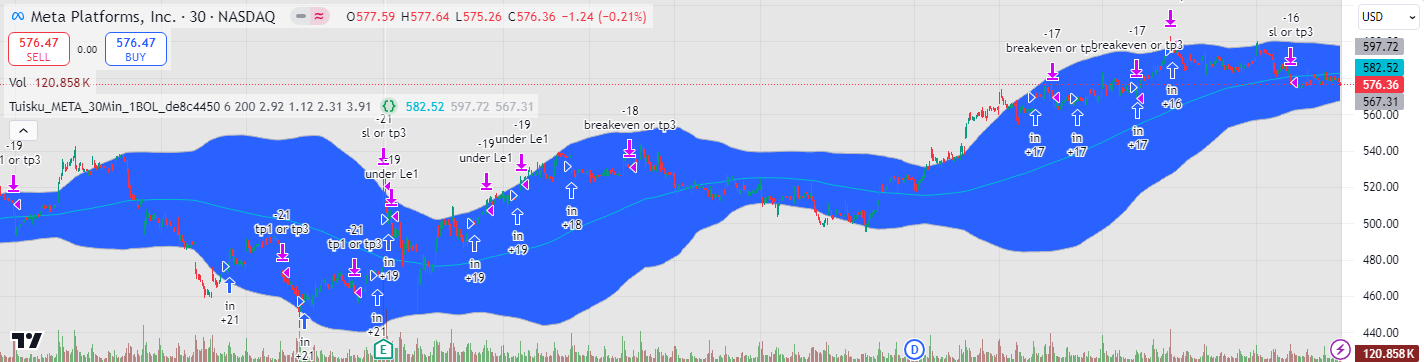 Meta Platforms, Inc. · 30 · NASDAQ
O577.59 H577.64 L575.26 C576.36 −1.24 (−0.21%)
576.47
SELL
0.00
576.47
BUY
Vol 120.858 K
Tuisku_META_30Min_1BOL_de8c4450 6 200 2.92 1.12 2.31 3.91 582.52 597.72 567.31
USD
597.72
582.52
576.36
567.31
560.00
540.00
520.00
500.00
480.00
460.00
440.00
120.858 K
-19
1 or tp3
in
+21
-21
tp1 or tp3
in
+21
-21
tp1 or tp3
in
+21
-21
sl or tp3
-19
under Le1
in
+19
in
+19
-19
under Le1
-19
under Le1
in
+19
in
+18
-18
breakeven or tp3
in
+17
-17
breakeven or tp3
in
+17
-17
breakeven or tp3
in
+17
in
+16
-16
sl or tp3
E
D